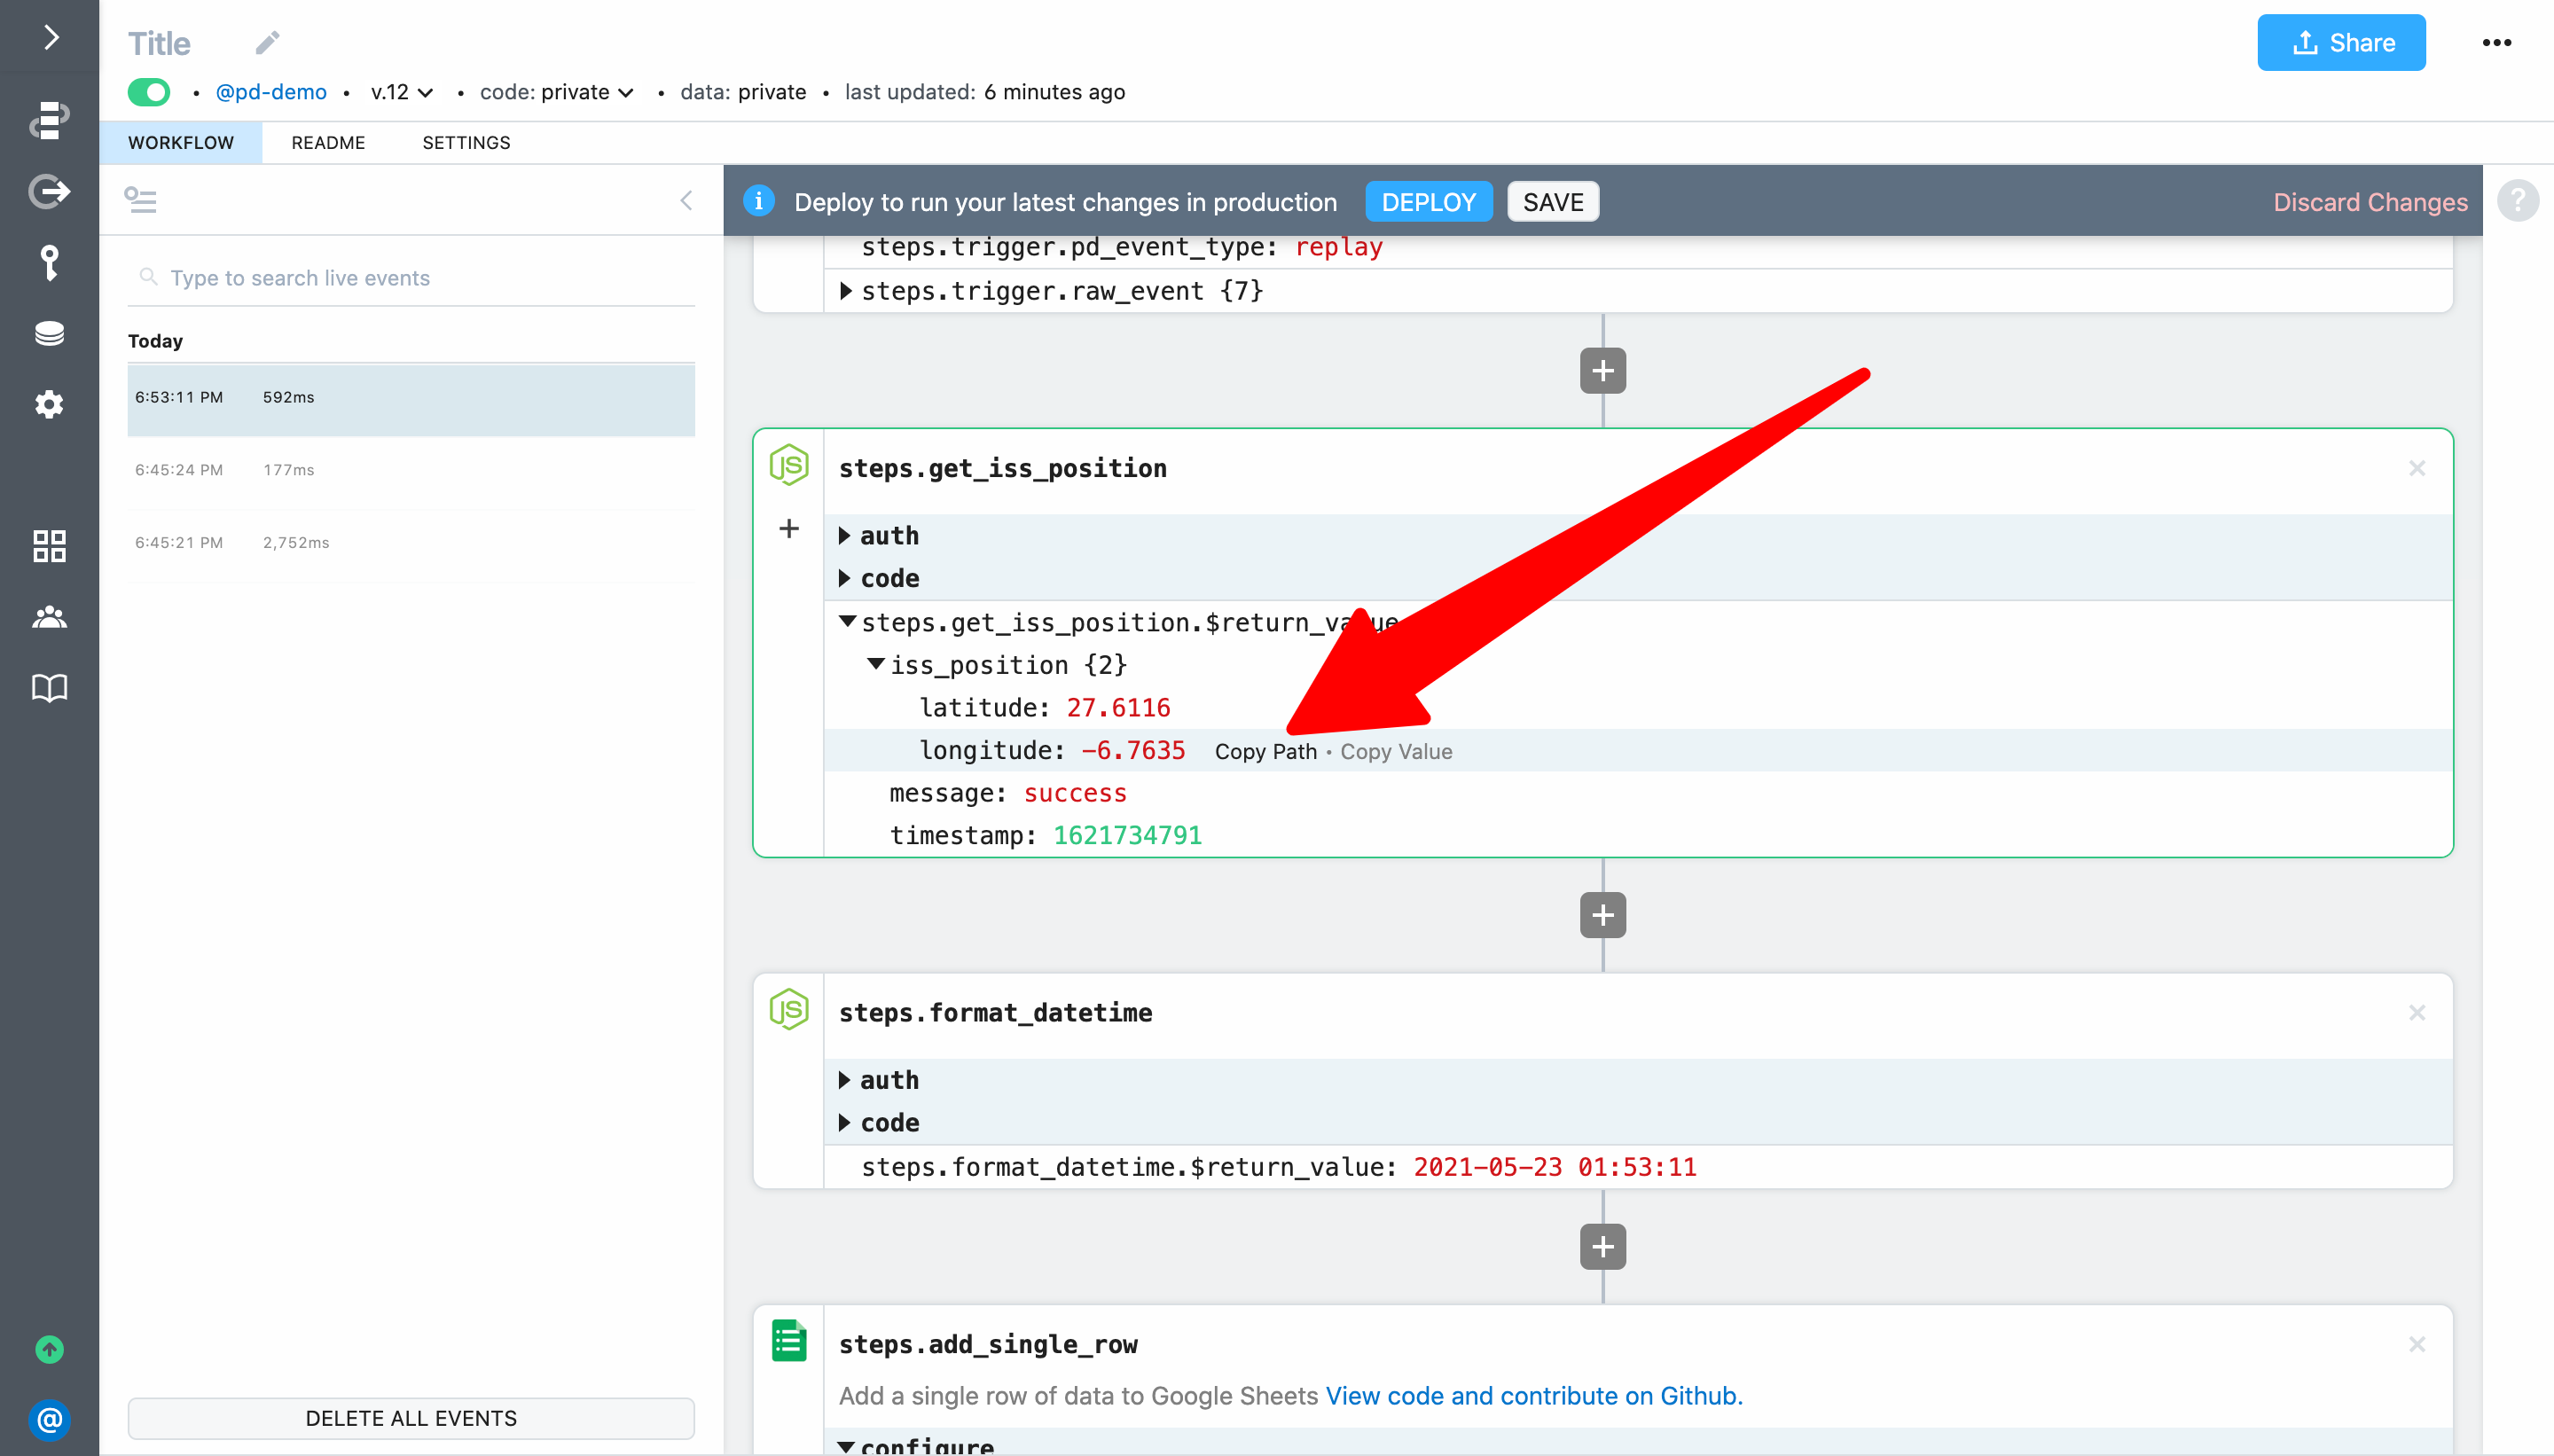 Title
Share
@pd-demo • v.12 • code: private • data: private • last updated: 6 minutes ago
WORKFLOW README SETTINGS
Deploy to run your latest changes in production DEPLOY SAVE Discard Changes
?
Type to search live events
Today
6:53:11 PM 592ms
6:45:24 PM 177ms
6:45:21 PM 2,752ms
DELETE ALL EVENTS
steps.trigger.pd_event_type: replay
steps.trigger.raw_event {7}
steps.get_iss_position
auth
code
steps.get_iss_position.$return_value
iss_position {2}
latitude: 27.6116
longitude: -6.7635 Copy Path • Copy Value
message: success
timestamp: 1621734791
steps.format_datetime
auth
code
steps.format_datetime.$return_value: 2021-05-23 01:53:11
steps.add_single_row
Add a single row of data to Google Sheets View code and contribute on Github.
configure